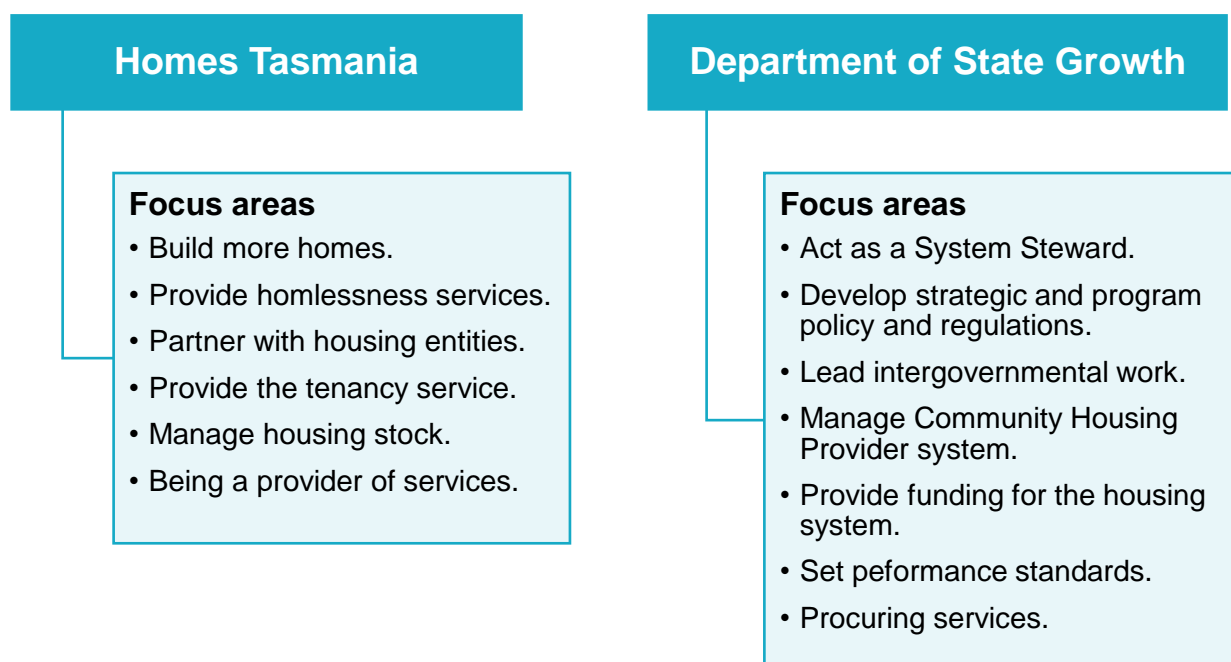 Homes Tasmania
Focus areas
• Build more homes.
• Provide homlessness services.
• Partner with housing entities.
• Provide the tenancy service.
• Manage housing stock.
• Being a provider of services.
Department of State Growth
Focus areas
• Act as a System Steward.
• Develop strategic and program
policy and regulations.
• Lead intergovernmental work.
• Manage Community Housing
Provider system.
• Provide funding for the housing
system.
• Set peformance standards.
• Procuring services.